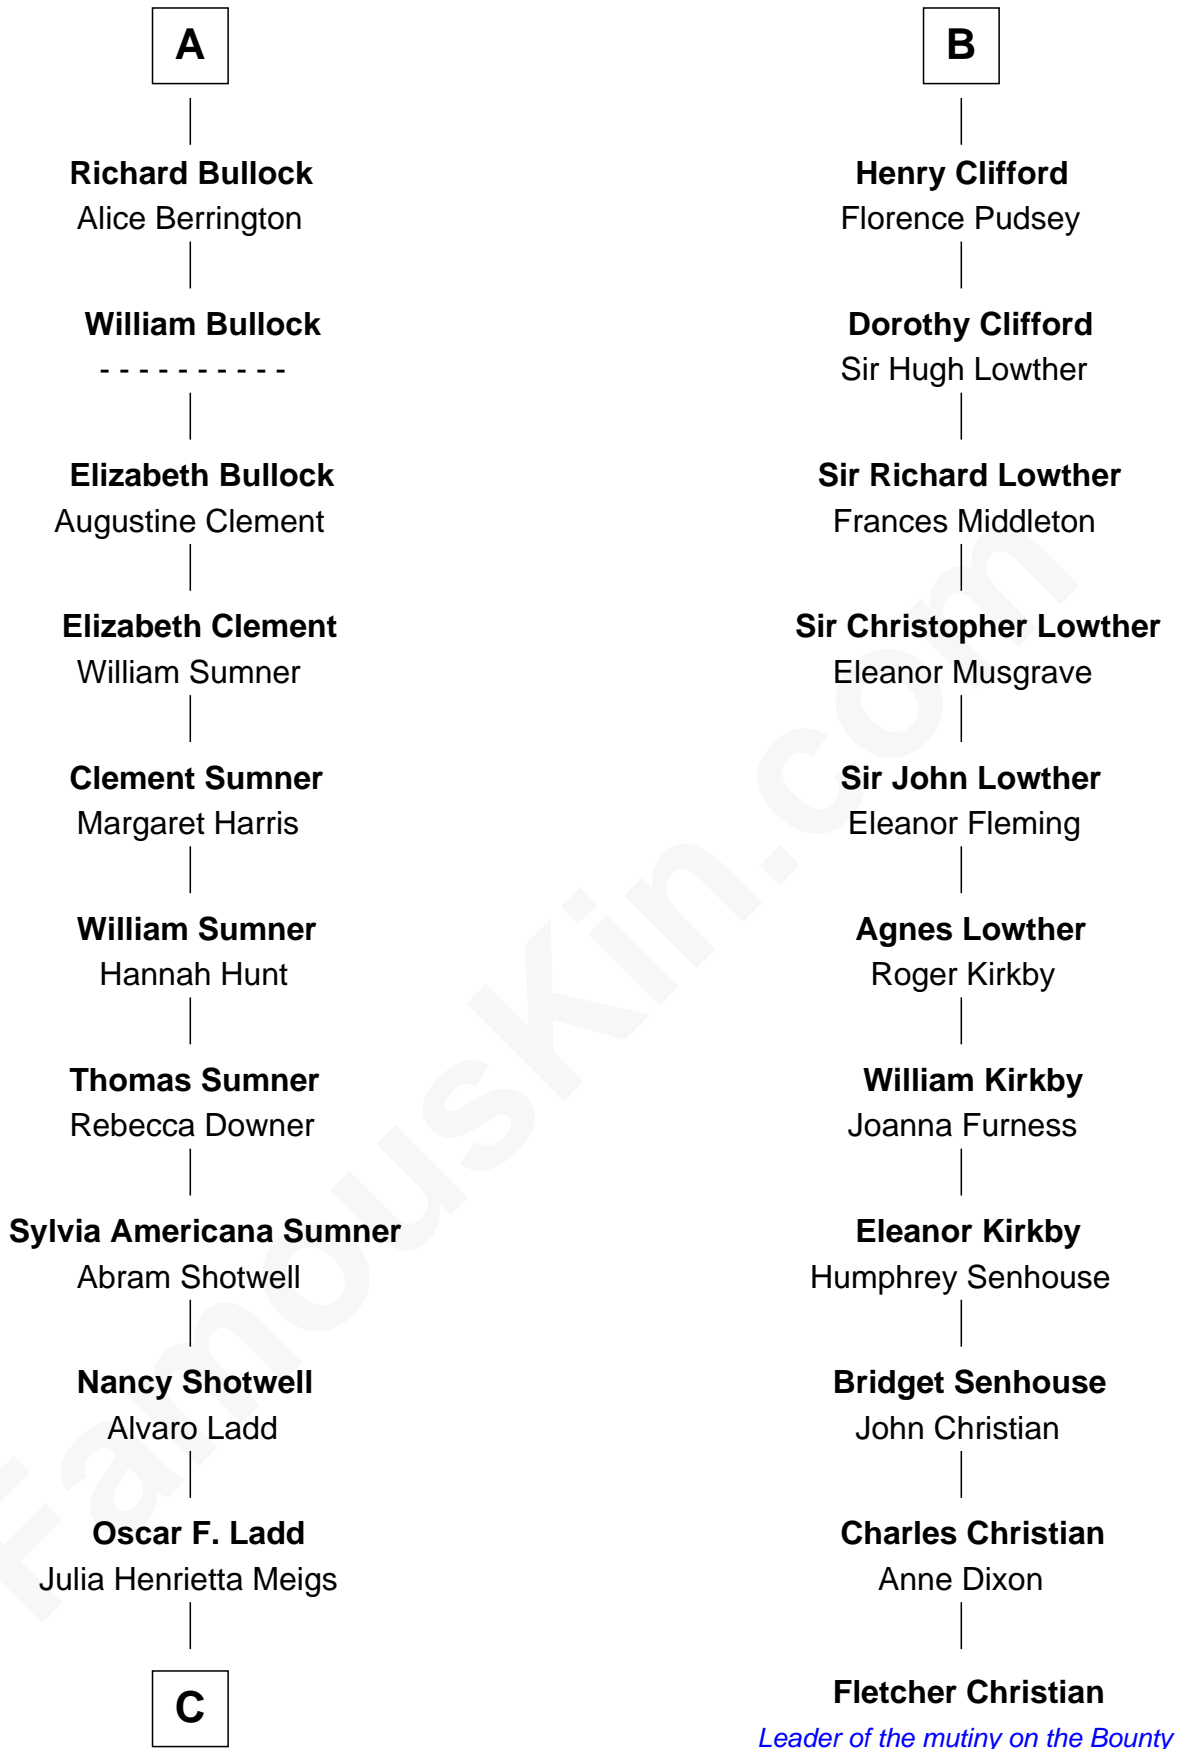 A
Richard Bullock
Alice Berrington
William Bullock
- - - - - - - - - -
Elizabeth Bullock
Augustine Clement
Elizabeth Clement
William Sumner
Clement Sumner
Margaret Harris
William Sumner
Hannah Hunt
Thomas Sumner
Rebecca Downer
Sylvia Americana Sumner
Abram Shotwell
Nancy Shotwell
Alvaro Ladd
Oscar F. Ladd
Julia Henrietta Meigs
C
B
Henry Clifford
Florence Pudsey
Dorothy Clifford
Sir Hugh Lowther
Sir Richard Lowther
Frances Middleton
Sir Christopher Lowther
Eleanor Musgrave
Sir John Lowther
Eleanor Fleming
Agnes Lowther
Roger Kirkby
William Kirkby
Joanna Furness
Eleanor Kirkby
Humphrey Senhouse
Bridget Senhouse
John Christian
Charles Christian
Anne Dixon
Fletcher Christian
Leader of the mutiny on the Bounty
FamousKin.com